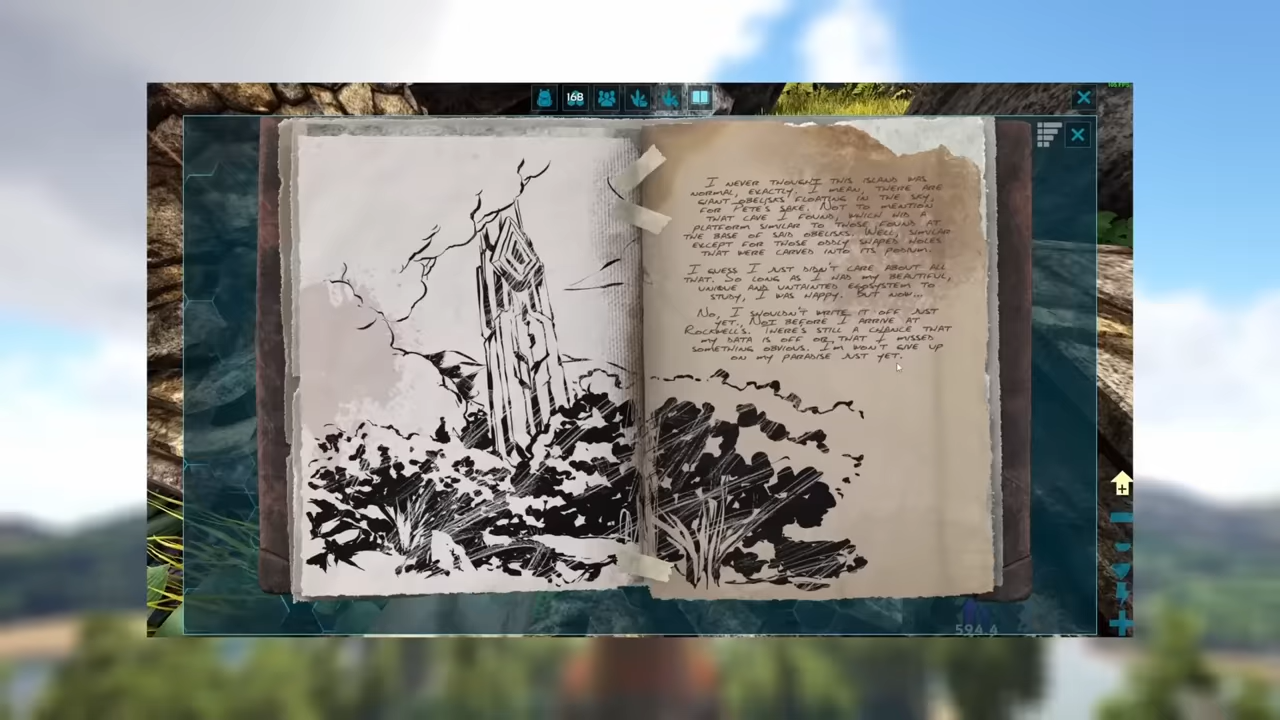 168
I NEVER THOUGHT THIS ISLAND WAS
NORMAL, EXACTLY. I MEAN, THERE ARE
GIANT OBELISKS FLOATING IN THE SKY,
FOR PETE'S SAKE. NOT TO MENTION
THAT CAVE I FOUND, WHICH DID A
PLATFORM SIMILAR TO THOSE FOUND AT
THE BASE OF SAID OBELISKS. WELL, SIMILAR
EXCEPT FOR THOSE ODDLY SHAPED HOLES
THAT WERE CARVED INTO ITS PODIUM.
I GUESS I JUST DIDN'T CARE ABOUT ALL
THAT. SO LONG AS I HAD MY BEAUTIFUL,
UNIQUE AND UNTAINTED ECOSYSTEM TO
STUDY, I WAS HAPPY. BUT NOW...
NO, I SHOULDN'T WRITE IT OFF JUST
YET. NOT BEFORE I ARRIVE AT
ROCKWELL'S. THERE'S STILL A CHANCE THAT
MY DATA IS OFF OR THAT I MISSED
SOMETHING OBVIOUS. I'M WON'T GIVE UP
ON MY PARADISE JUST YET.
594.4